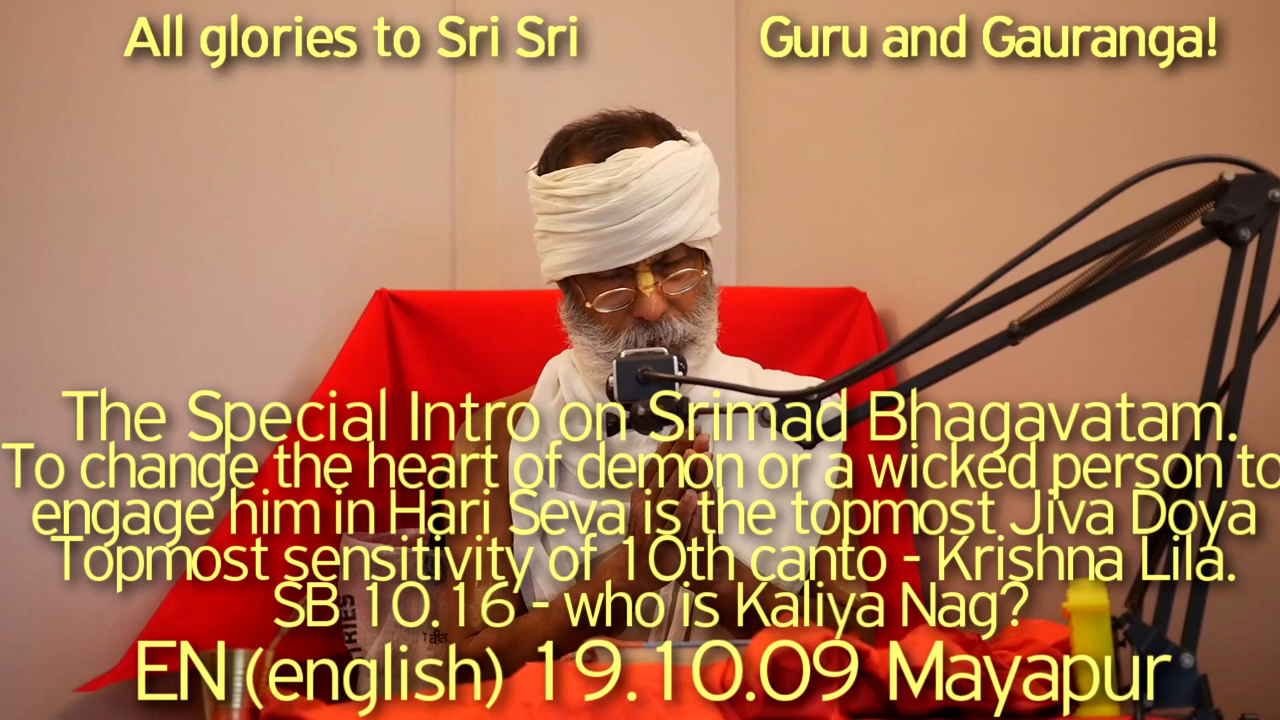 All glories to Sri Sri Guru and Gauranga!
The Special Intro on Srimad Bhagavatam.
To change the heart of demon or a wicked person to
engage him in Hari Seva is the topmost Jiva Doya
Topmost sensitivity of 10th canto - Krishna Lila.
SB 10.16 - who is Kaliya Nag?
EN (english) 19.10.09 Mayapur